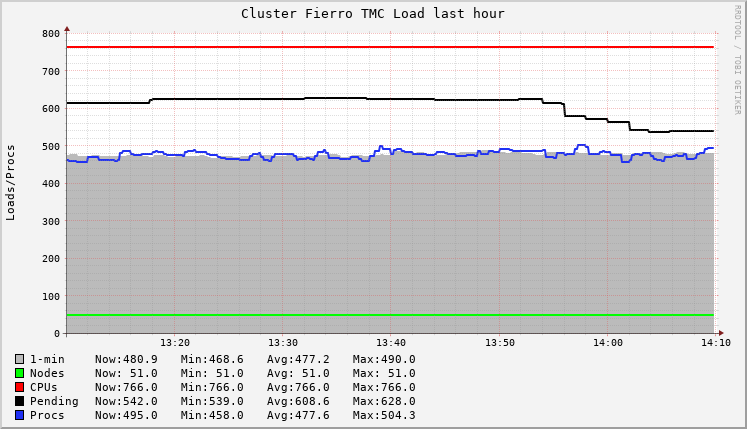 Cluster Fierro TMC Load last hour
RRDTOOL / TOBI OETIKER
Loads/Procs
800
700
600
500
400
300
200
100
0
13:20 13:30 13:40 13:50 14:00 14:10
1-min Now:480.9 Min:468.6 Avg:477.2 Max:490.0
Nodes Now: 51.0 Min: 51.0 Avg: 51.0 Max: 51.0
CPUs Now:766.0 Min:766.0 Avg:766.0 Max:766.0
Pending Now:542.0 Min:539.0 Avg:608.6 Max:628.0
Procs Now:495.0 Min:458.0 Avg:477.6 Max:504.3